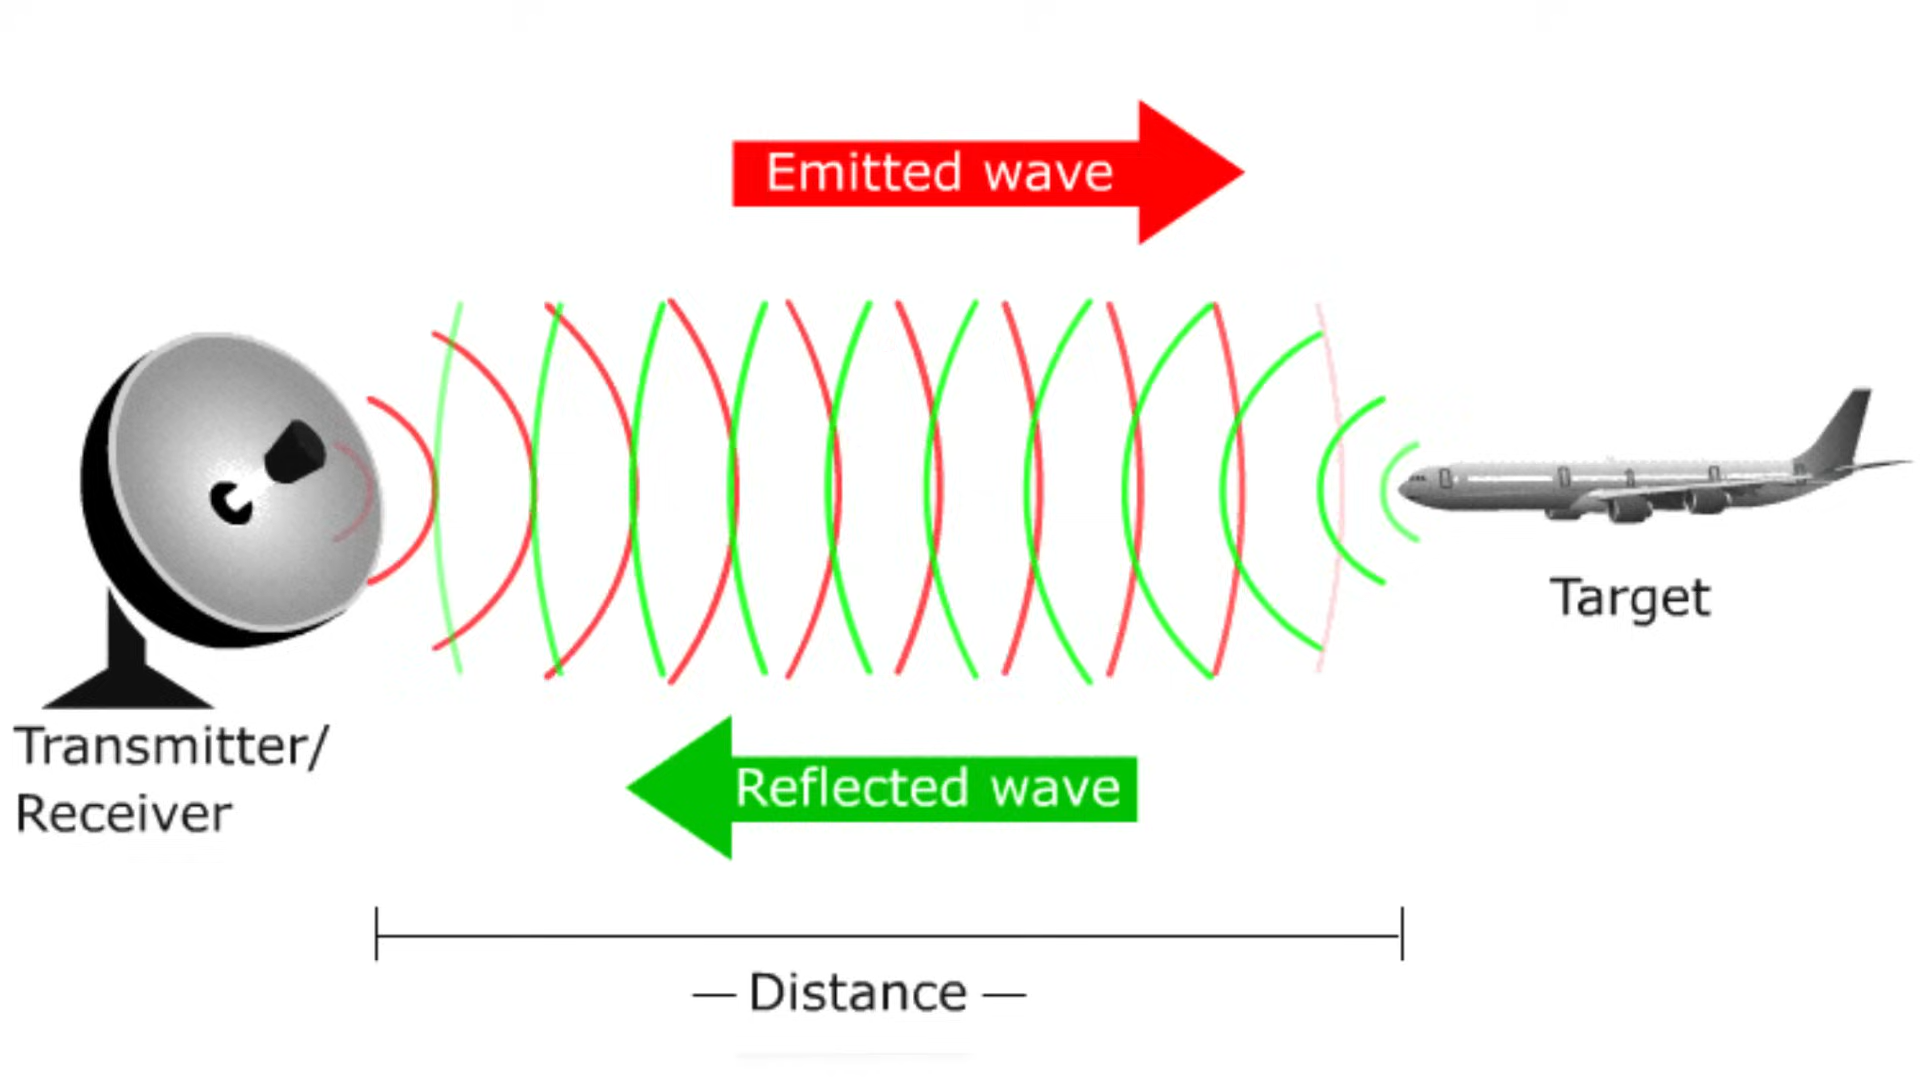 Emitted wave
Target
Transmitter/
Receiver
Reflected wave
— Distance —